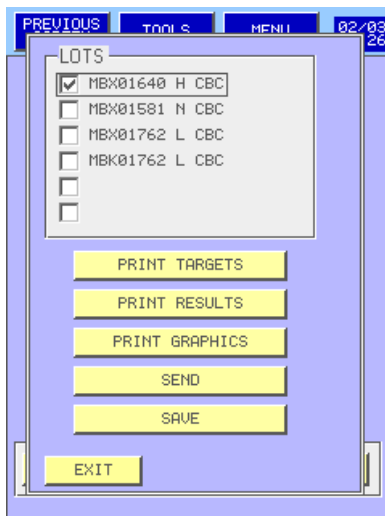 PREVIOUS TOOLS MENU 02/03
26
LOTS
MBX01640 H CBC
MBX01581 N CBC
MBX01762 L CBC
MBK01762 L CBC
PRINT TARGETS
PRINT RESULTS
PRINT GRAPHICS
SEND
SAVE
EXIT